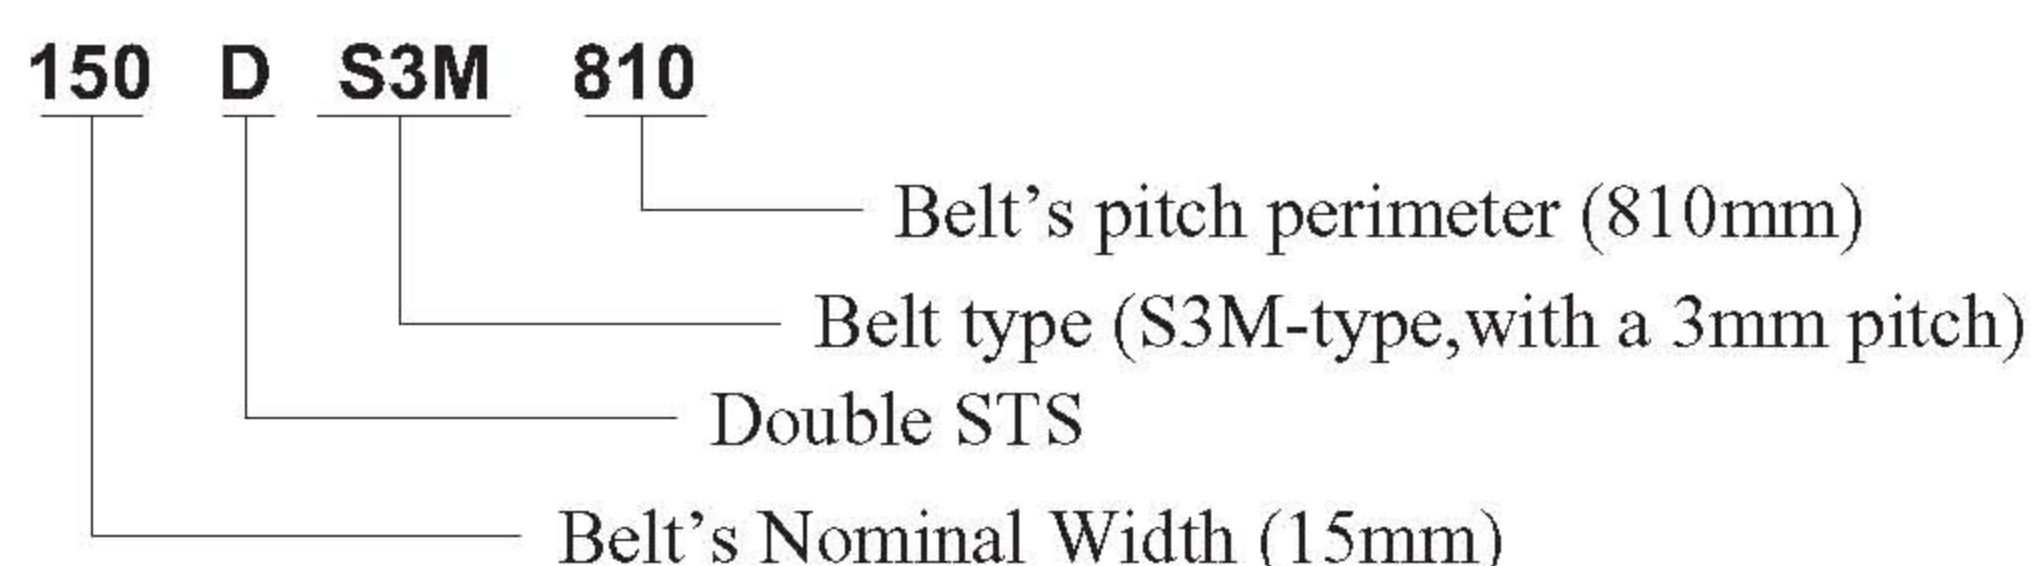 150 D S3M 810
Belt’s pitch perimeter (810mm)
Belt type (S3M-type,with a 3mm pitch)
Double STS
Belt’s Nominal Width (15mm)